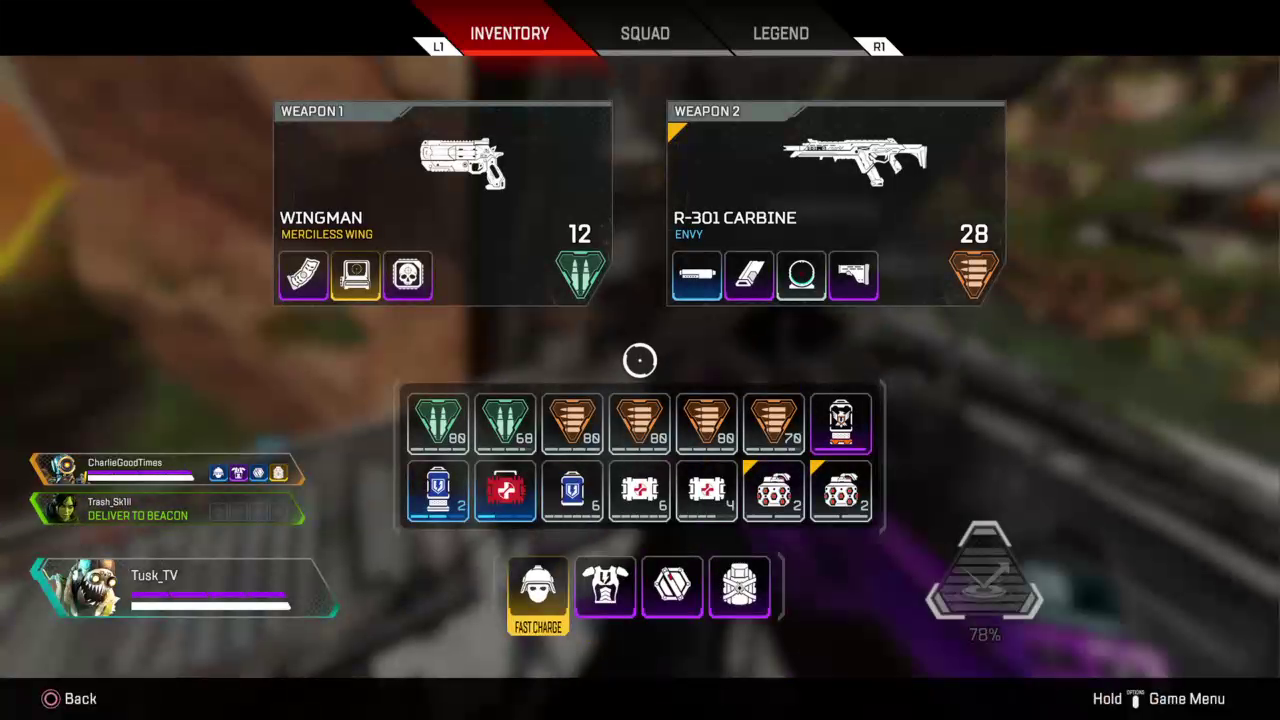 INVENTORY
SQUAD
LEGEND
L1
R1
WEAPON 1
WINGMAN
MERCILESS WING
12
WEAPON 2
R-301 CARBINE
ENVY
28
80
68
80
80
80
70
2
6
6
4
2
2
CharlieGoodTimes
Trash_Sk1ll
DELIVER TO BEACON
Tusk_TV
FAST CHARGE
78%
Back
Hold OPTIONS Game Menu